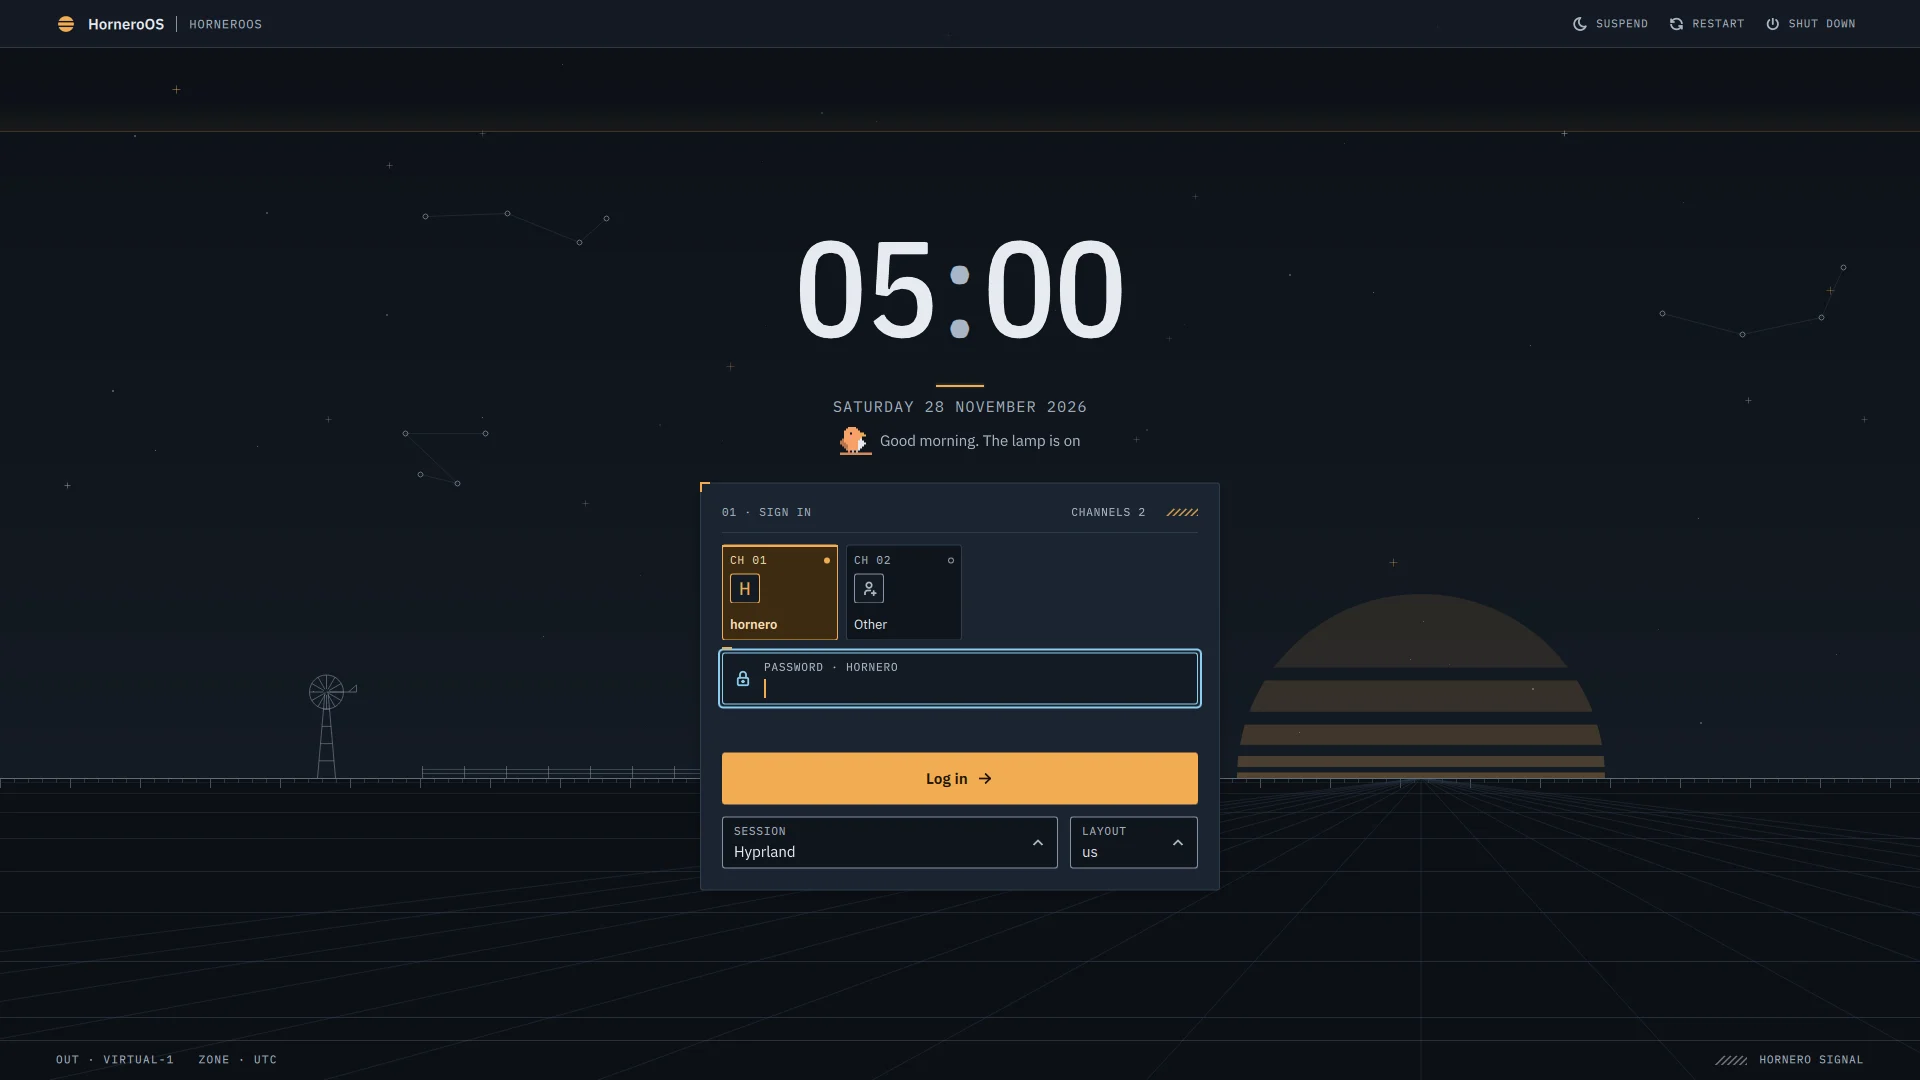 HorneroOS | HORNEROOS
SUSPEND RESTART SHUT DOWN
05:00
SATURDAY 28 NOVEMBER 2026
Good morning. The lamp is on
01 · SIGN IN
CHANNELS 2
CH 01
H
hornero
CH 02
Other
PASSWORD · HORNERO
Log in →
SESSION
Hyprland
LAYOUT
us
OUT · VIRTUAL-1 ZONE · UTC
HORNERO SIGNAL